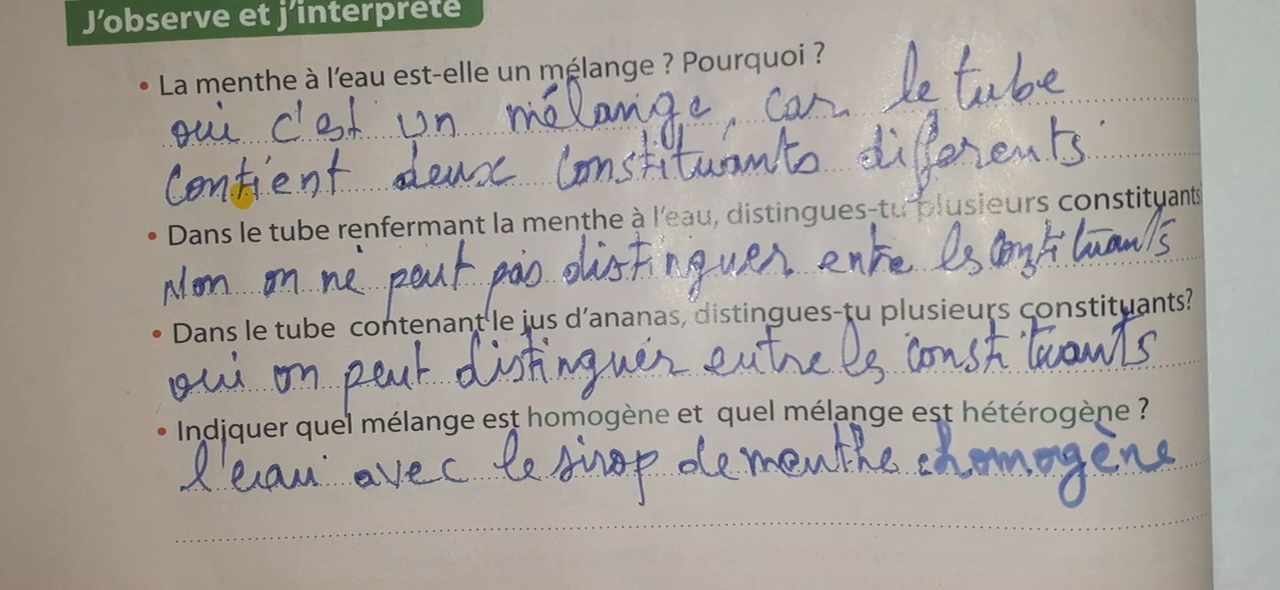 J'observe et j'interprète
• La menthe à l'eau est-elle un mélange ? Pourquoi ?
oui c'est un mélange, car le tube
Contient deux constituants diferents
• Dans le tube renfermant la menthe à l'eau, distingues-tu plusieurs constituants
Non on ne peut pas distinguer entre les constituants
• Dans le tube contenant le jus d'ananas, distingues-tu plusieurs constituants?
oui on peut distinguer entre les constituants
• Indiquer quel mélange est homogène et quel mélange est hétérogène ?
l'eau avec le sirop de menthe : homogène